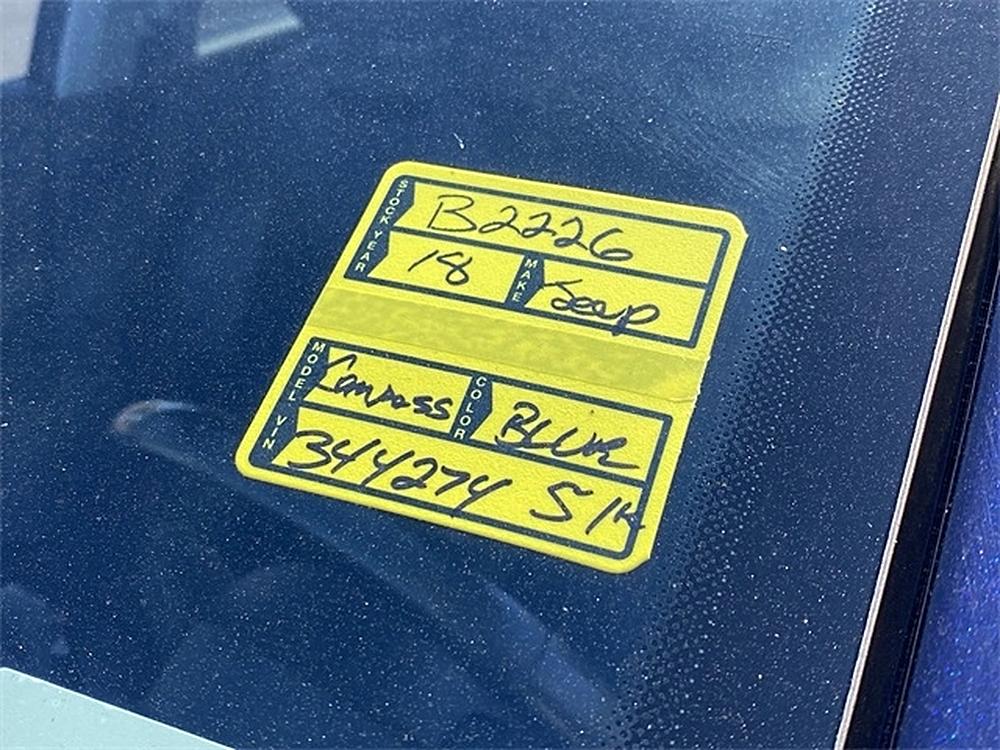 STOCK B2226
YEAR 18 MAKE Jeep
MODEL Compass COLOR BLUE
VIN 344274 S/K